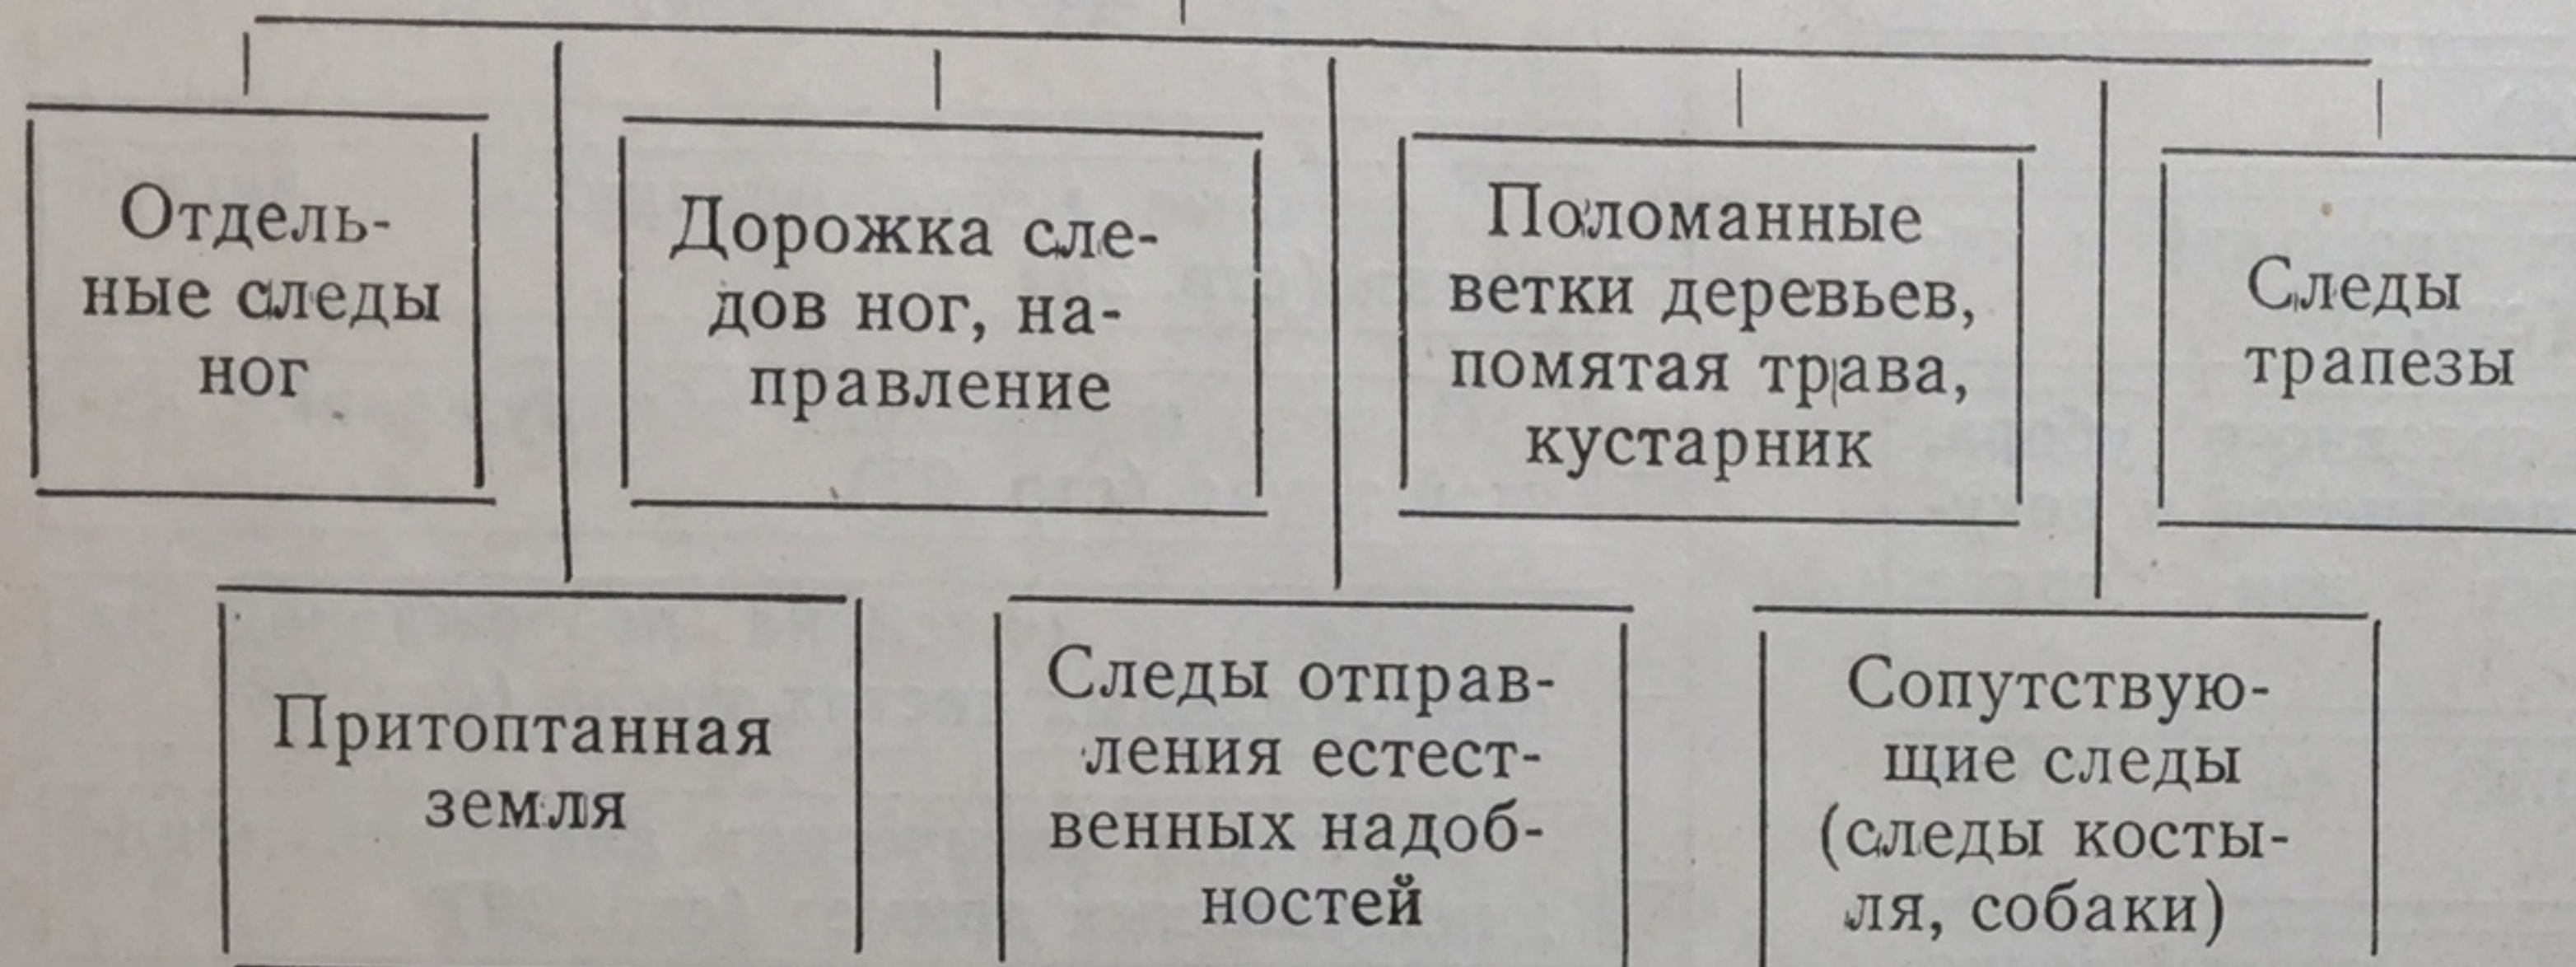 Отдель-
ные следы
ног
Дорожка сле-
дов ног, на-
правление
Поломанные
ветки деревьев,
помятая трава,
кустарник
Следы
трапезы
Притоптанная
земля
Следы отправ-
ления естест-
венных надоб-
ностей
Сопутствую-
щие следы
(следы косты-
ля, собаки)